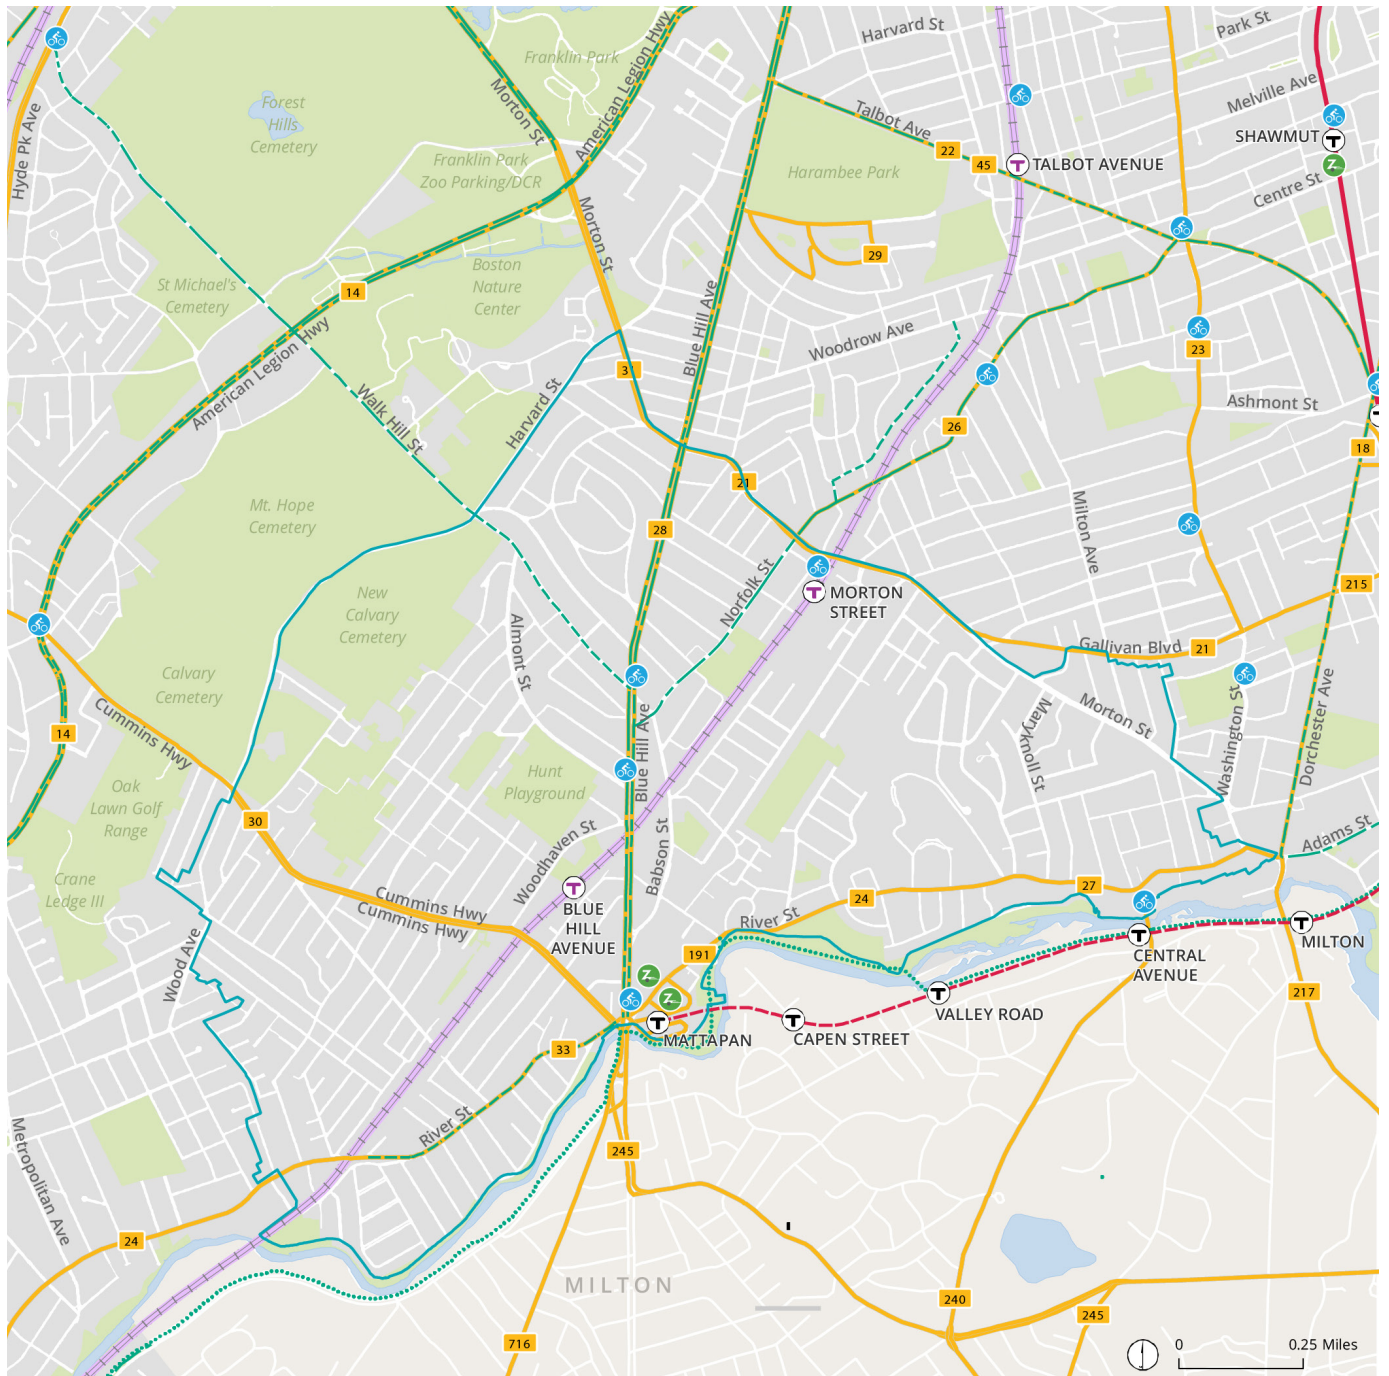 Harvard St
Park St
Franklin Park
American Legion Hwy
Morton St
Melville Ave
Hyde Pk Ave
Forest
Hills
Cemetery
Talbot Ave
SHAWMUT
22
45
TALBOT AVENUE
Franklin Park
Zoo Parking/DCR
Harambee Park
Centre St
Morton St
29
Boston
Nature
Center
St Michael's
Cemetery
14
American Legion Hwy
Blue Hill Ave
Woodrow Ave
23
Walk Hill St
Harvard St
Ashmont St
26
18
21
Mt. Hope
Cemetery
28
Milton Ave
Norfolk St
MORTON
STREET
215
New
Calvary
Cemetery
Almont St
Gallivan Blvd
21
Calvary
Cemetery
Cummins Hwy
14
Blue Hill Ave
Maryknoll St
Morton St
Washington St
Dorchester Ave
Hunt
Playground
Oak
Lawn Golf
Range
30
Woodhaven St
Babson St
Adams St
Crane
Ledge III
Cummins Hwy
Cummins Hwy
BLUE
HILL
AVENUE
24
27
River St
Wood Ave
191
MILTON
CENTRAL
AVENUE
217
VALLEY ROAD
MATTAPAN
CAPEN STREET
33
River St
Metropolitan Ave
245
24
MILTON
240
245
716
0
0.25 Miles